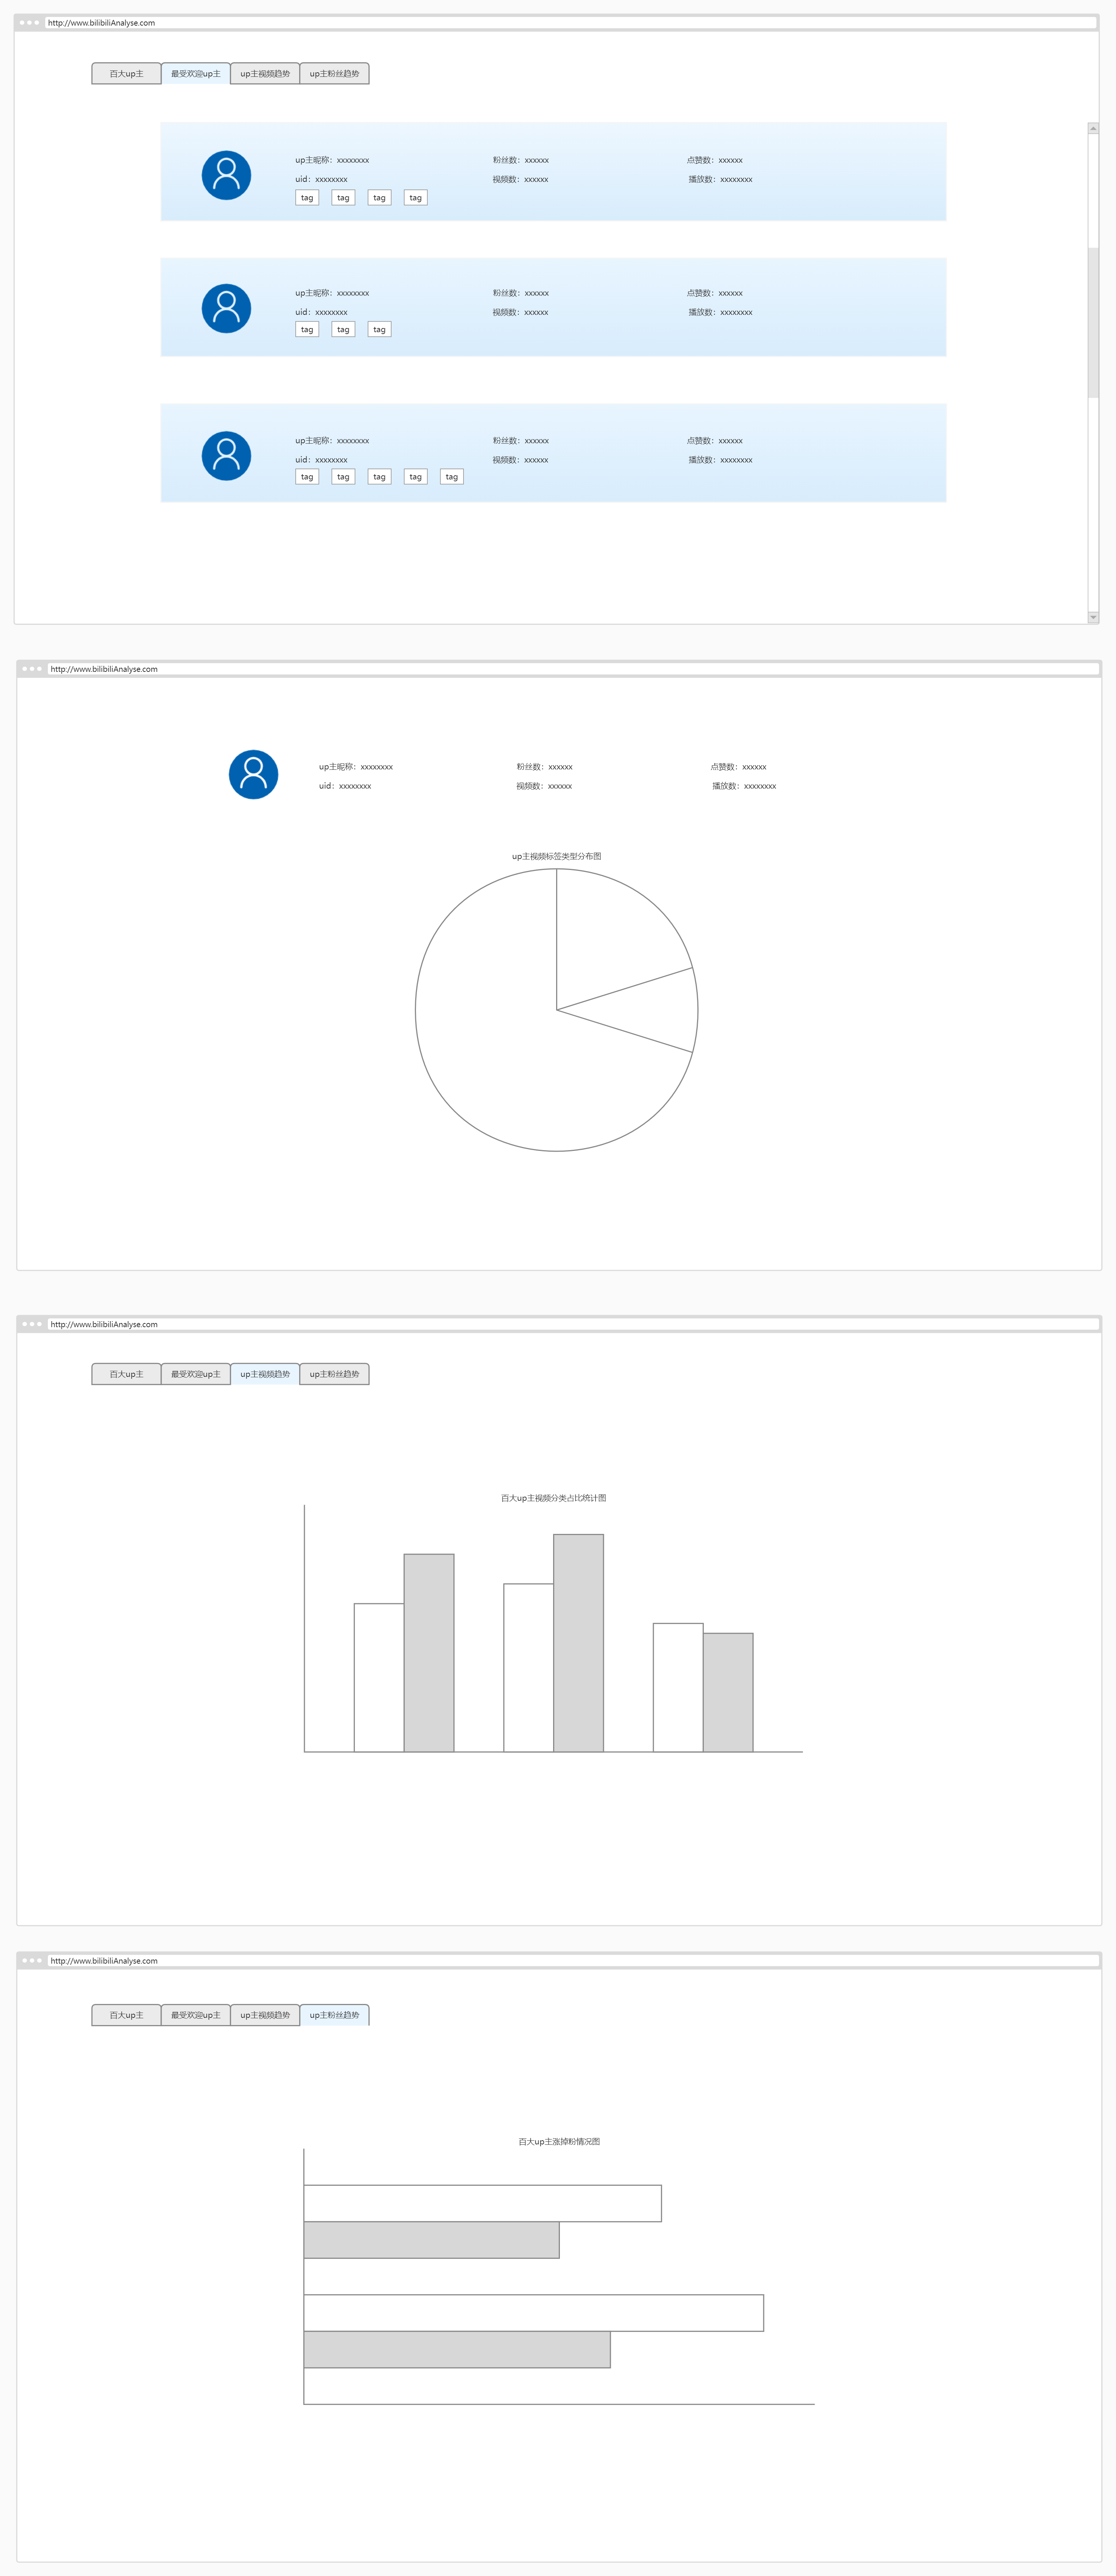 http://www.bilibiliAnalyse.com
百大up主 最受欢迎up主 up主视频趋势 up主粉丝趋势
up主昵称：xxxxxxxx 粉丝数：xxxxxx 点赞数：xxxxxx
uid：xxxxxxxx 视频数：xxxxxx 播放数：xxxxxxxx
tag tag tag tag
up主昵称：xxxxxxxx 粉丝数：xxxxxx 点赞数：xxxxxx
uid：xxxxxxxx 视频数：xxxxxx 播放数：xxxxxxxx
tag tag tag
up主昵称：xxxxxxxx 粉丝数：xxxxxx 点赞数：xxxxxx
uid：xxxxxxxx 视频数：xxxxxx 播放数：xxxxxxxx
tag tag tag tag tag
http://www.bilibiliAnalyse.com
up主昵称：xxxxxxxx 粉丝数：xxxxxx 点赞数：xxxxxx
uid：xxxxxxxx 视频数：xxxxxx 播放数：xxxxxxxx
up主视频标签类型分布图
http://www.bilibiliAnalyse.com
百大up主 最受欢迎up主 up主视频趋势 up主粉丝趋势
百大up主视频分类占比统计图
http://www.bilibiliAnalyse.com
百大up主 最受欢迎up主 up主视频趋势 up主粉丝趋势
百大up主涨掉粉情况图